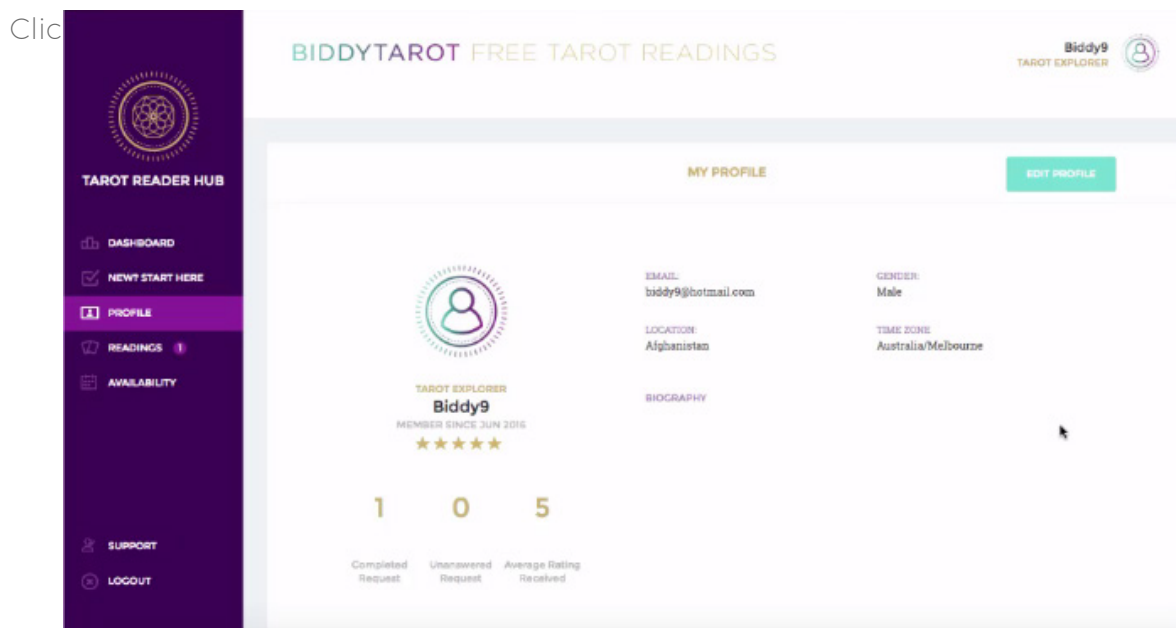 Clic
BIDDYTAROT FREE TAROT READINGS
Biddy9
TAROT EXPLORER
TAROT READER HUB
DASHBOARD
NEW? START HERE
PROFILE
READINGS 1
AVAILABILITY
SUPPORT
LOGOUT
MY PROFILE
EDIT PROFILE
TAROT EXPLORER
Biddy9
MEMBER SINCE JUN 2016
1 0 5
Completed Request
Unanswered Request
Average Rating Received
EMAIL:
biddy9@hotmail.com
GENDER:
Male
LOCATION:
Afghanistan
TIME ZONE
Australia/Melbourne
BIOGRAPHY